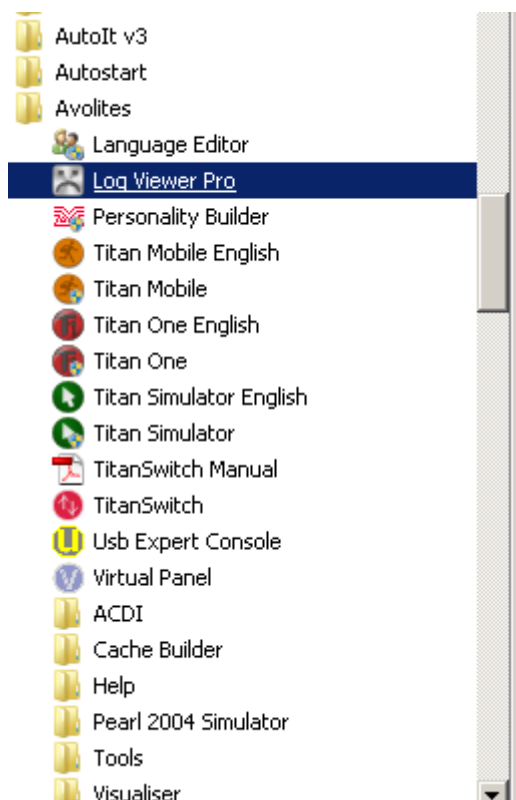 AutoIt v3
Autostart
Avolites
Language Editor
Log Viewer Pro
Personality Builder
Titan Mobile English
Titan Mobile
Titan One English
Titan One
Titan Simulator English
Titan Simulator
TitanSwitch Manual
TitanSwitch
Usb Expert Console
Virtual Panel
ACDI
Cache Builder
Help
Pearl 2004 Simulator
Tools
Visualiser